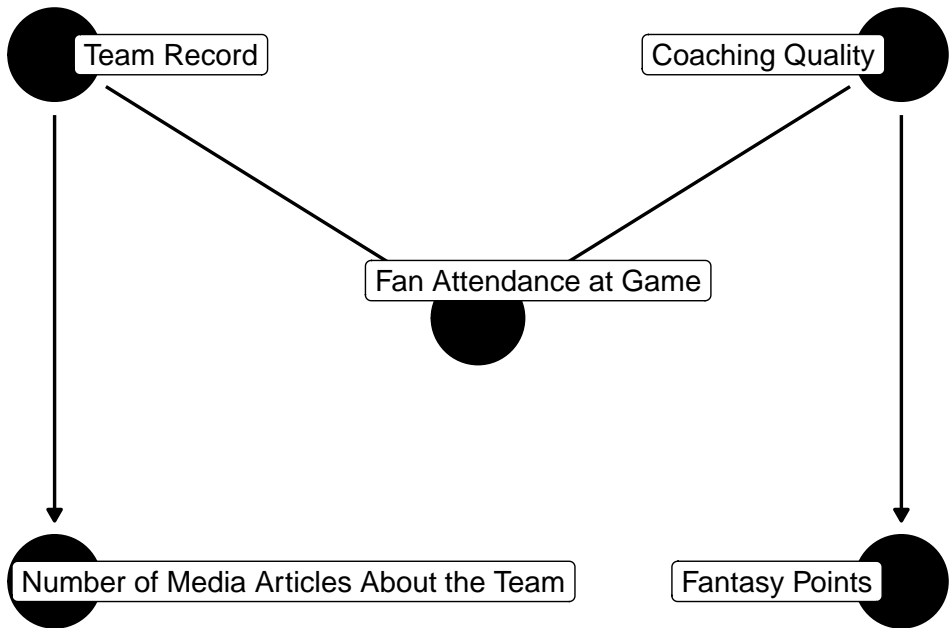 Team Record
Coaching Quality
Fan Attendance at Game
Number of Media Articles About the Team
Fantasy Points